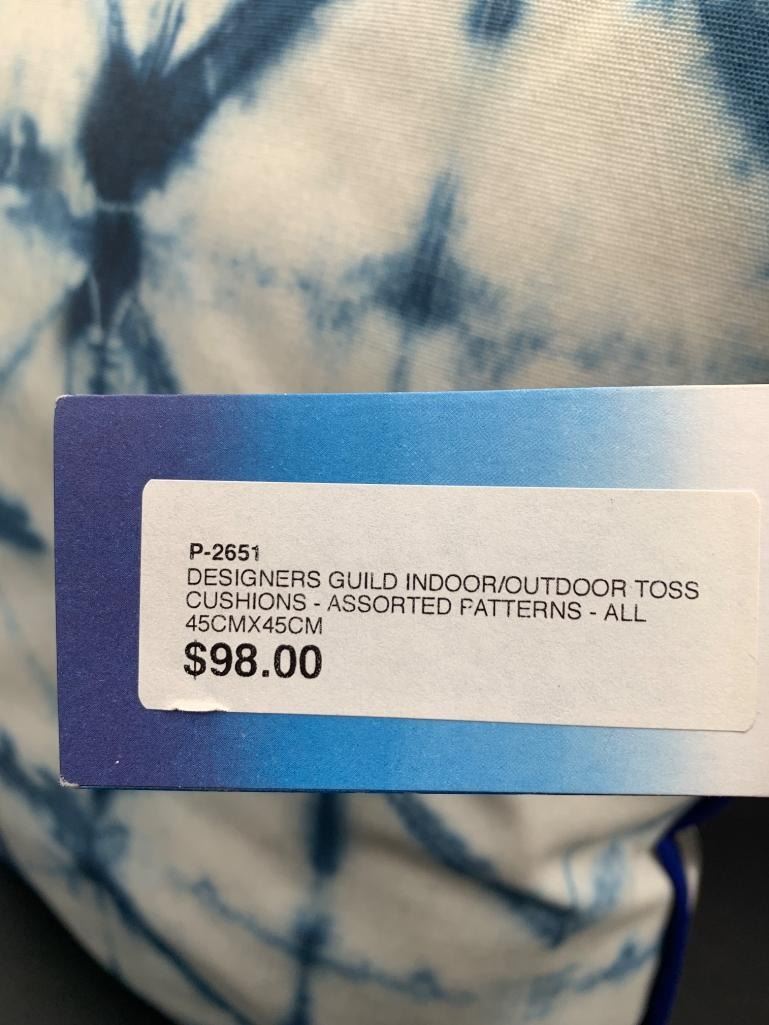 P-2651
DESIGNERS GUILD INDOOR/OUTDOOR TOSS
CUSHIONS - ASSORTED PATTERNS - ALL
45CMX45CM
$98.00